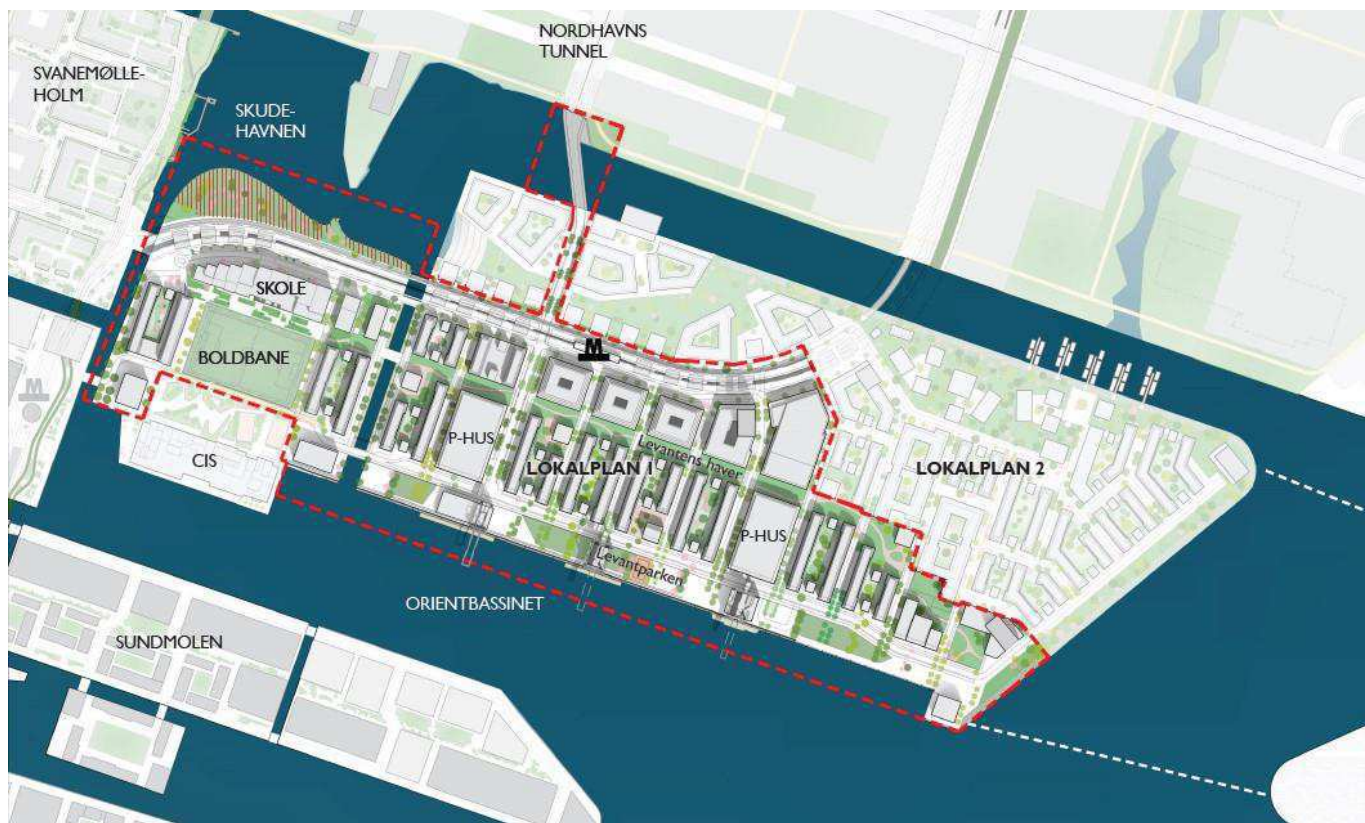 NORDHAVNS
TUNNEL
SVANEMØLLE-
HOLM
SKUDE-
HAVNEN
SKOLE
M
BOLDBANE
M
P-HUS
Levantens haver
LOKALPLAN 1
LOKALPLAN 2
CIS
P-HUS
Levantparken
ORIENTBASSINET
SUNDMOLEN